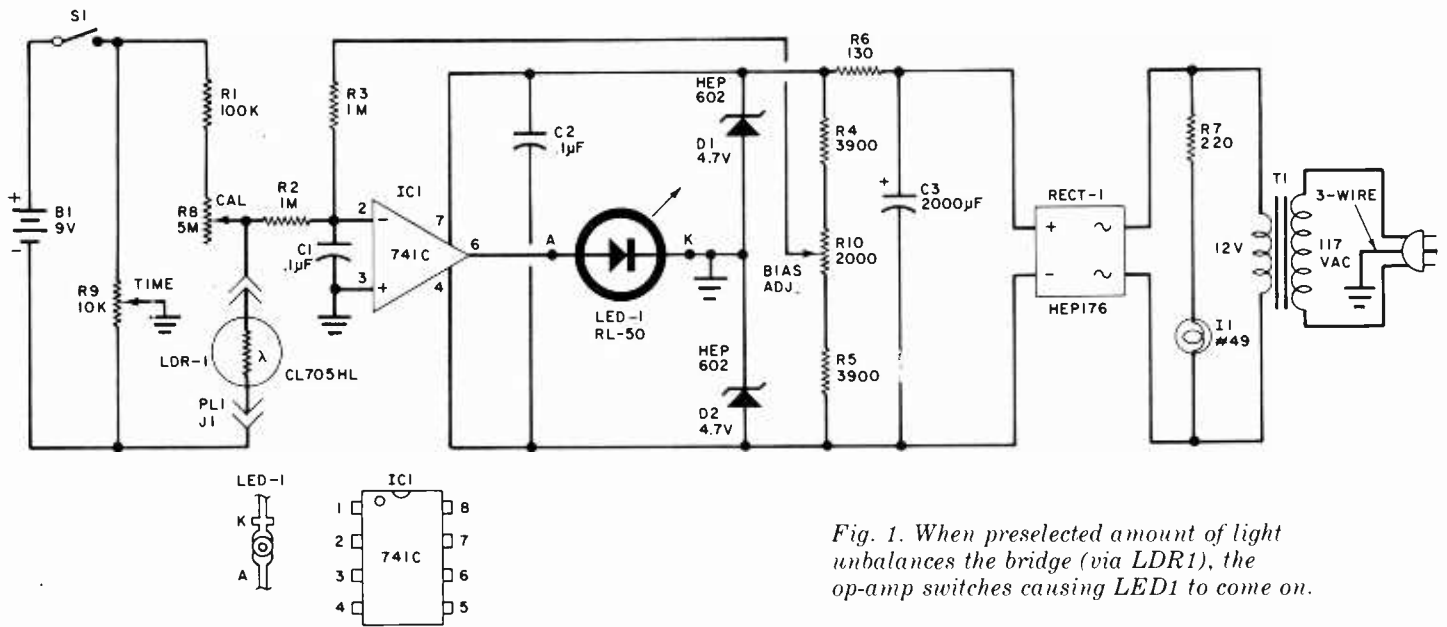 S1
R1
100K
R3
1M
R6
130
HEP
602
C2
.1µF
D1
4.7V
R4
3900
R7
220
T1
3-WIRE
CAL
R2
1M
IC1
C3
2000µF
RECT-1
+
B1
9V
-
R8
5M
2
-
7
741C
6
A
K
C1
.1µF
3
+
4
R10
2000
BIAS
ADJ.
+
~
-
~
HEP176
12V
117
VAC
R9
10K
TIME
LED-1
RL-50
HEP
602
I1
#49
LDR-1
λ
CL705HL
R5
3900
PL1
J1
D2
4.7V
LED-1
K
A
IC1
1
8
2
7
741C
3
6
4
5
Fig. 1. When preselected amount of light
unbalances the bridge (via LDR1), the
op-amp switches causing LED1 to come on.